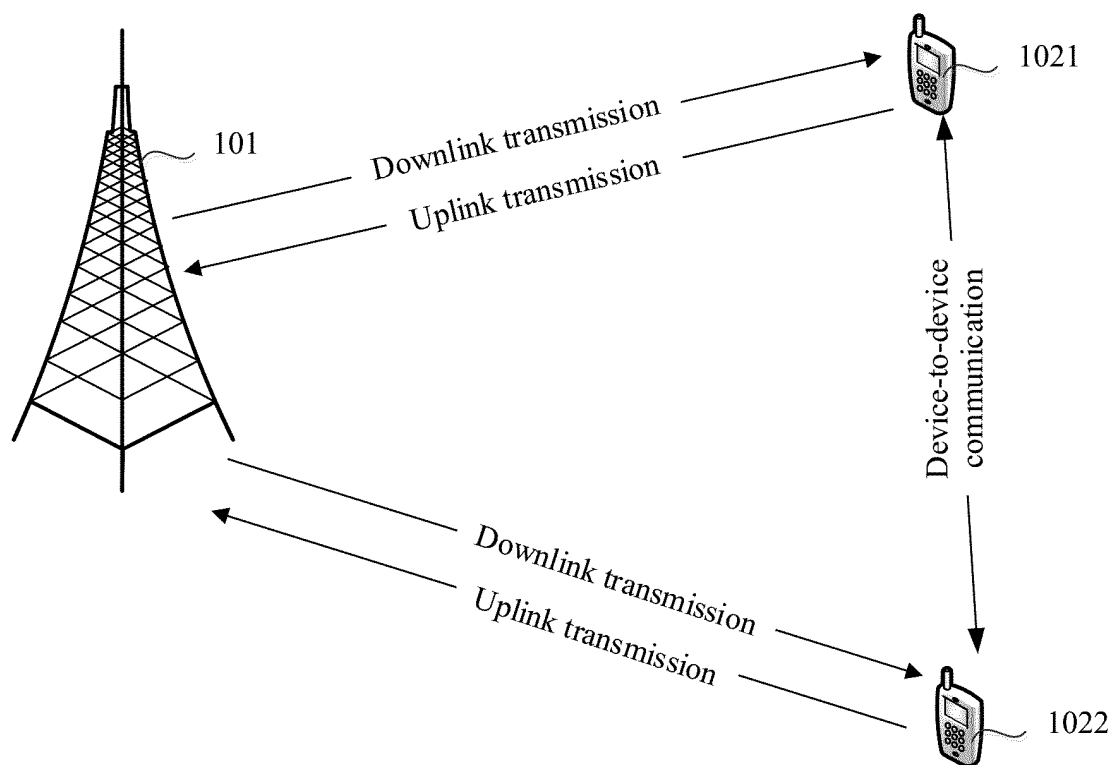 1021
101
Downlink transmission
Uplink transmission
Device-to-device
communication
Downlink transmission
Uplink transmission
1022